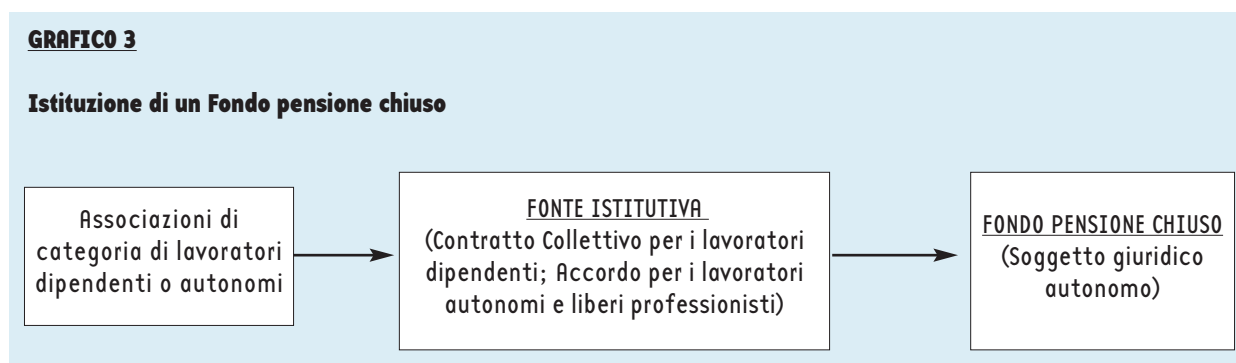 GRAFICO 3
Istituzione di un Fondo pensione chiuso
Associazioni di
categoria di lavoratori
dipendenti o autonomi
FONTE ISTITUTIVA
(Contratto Collettivo per i lavoratori
dipendenti; Accordo per i lavoratori
autonomi e liberi professionisti)
FONDO PENSIONE CHIUSO
(Soggetto giuridico
autonomo)